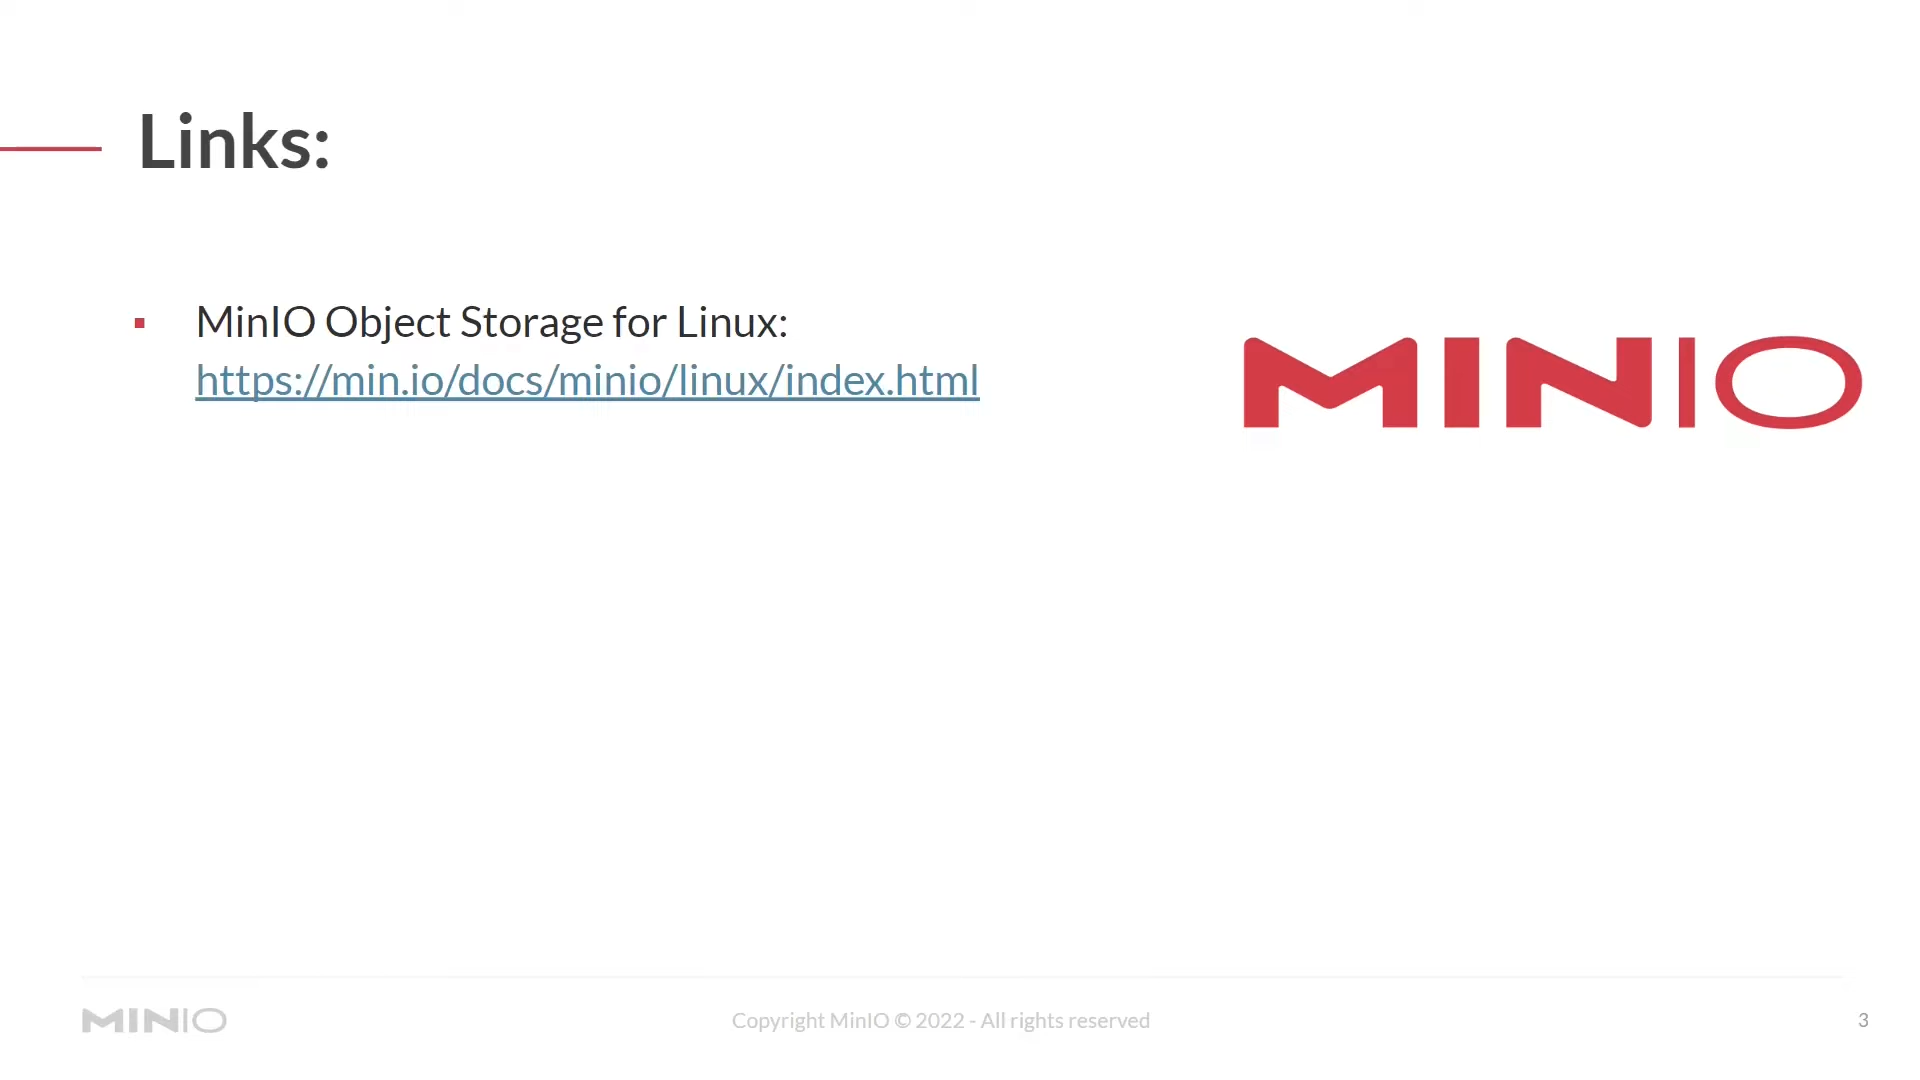 Links:
▪ MinIO Object Storage for Linux:
https://min.io/docs/minio/linux/index.html
MINIO
MINIO
Copyright MinIO © 2022 - All rights reserved
3